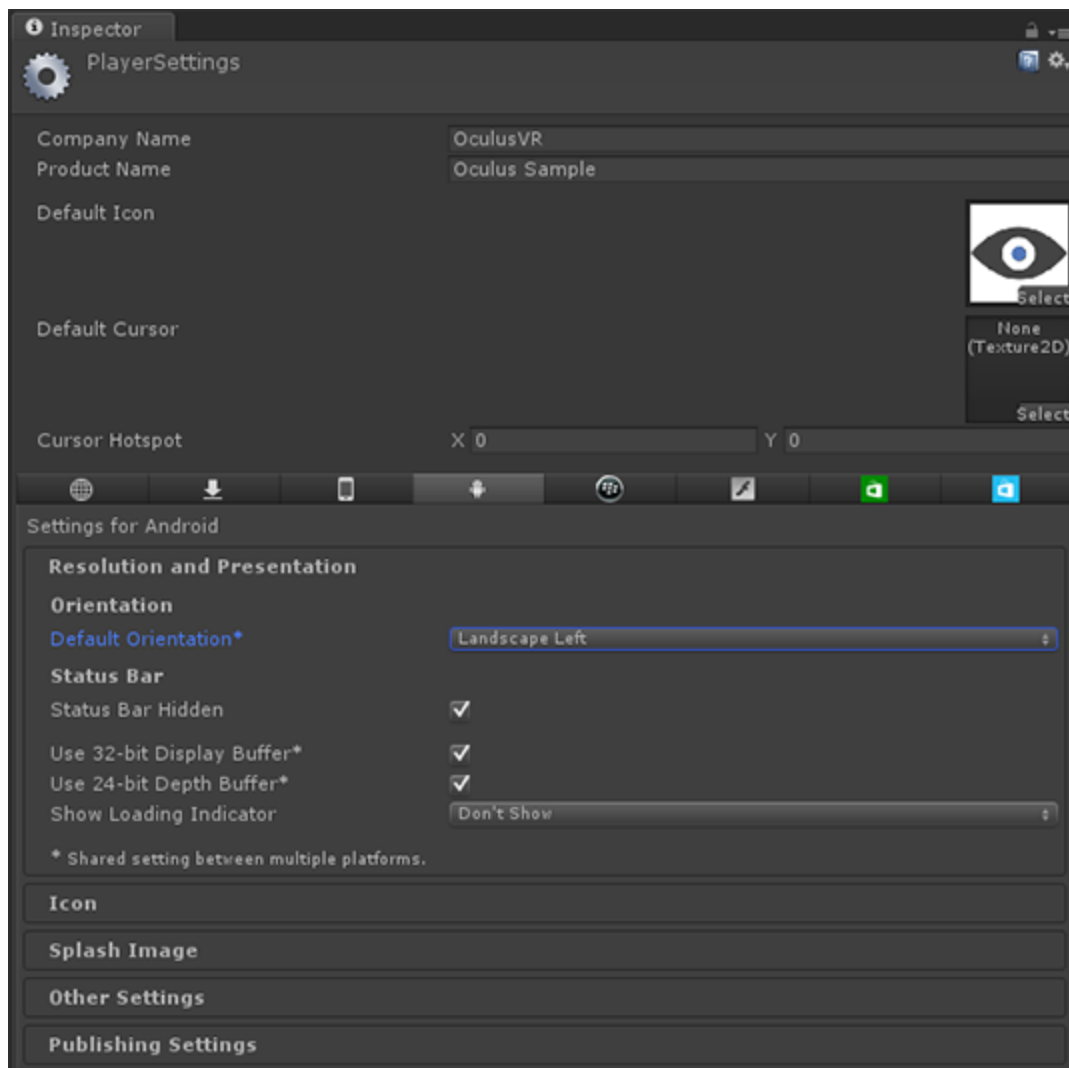 Inspector
PlayerSettings
Company Name OculusVR
Product Name Oculus Sample
Default Icon
Select
Default Cursor
None
(Texture2D)
Select
Cursor Hotspot X 0 Y 0
Settings for Android
Resolution and Presentation
Orientation
Default Orientation* Landscape Left
Status Bar
Status Bar Hidden
Use 32-bit Display Buffer*
Use 24-bit Depth Buffer*
Show Loading Indicator Don't Show
* Shared setting between multiple platforms.
Icon
Splash Image
Other Settings
Publishing Settings